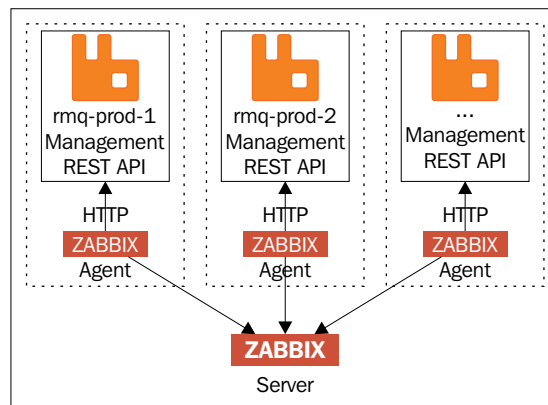 rmq-prod-1
Management
REST API
HTTP
ZABBIX
Agent
rmq-prod-2
Management
REST API
HTTP
ZABBIX
Agent
...
Management
REST API
HTTP
ZABBIX
Agent
ZABBIX
Server